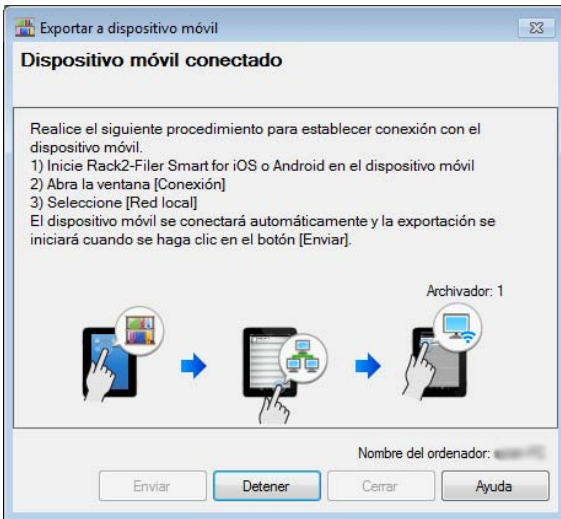 Exportar a dispositivo móvil
Dispositivo móvil conectado
Realice el siguiente procedimiento para establecer conexión con el
dispositivo móvil.
1) Inicie Rack2-Filer Smart for iOS o Android en el dispositivo móvil
2) Abra la ventana [Conexión]
3) Seleccione [Red local]
El dispositivo móvil se conectará automáticamente y la exportación se
iniciará cuando se haga clic en el botón [Enviar].
Archivador: 1
Nombre del ordenador:
Enviar Detener Cerrar Ayuda